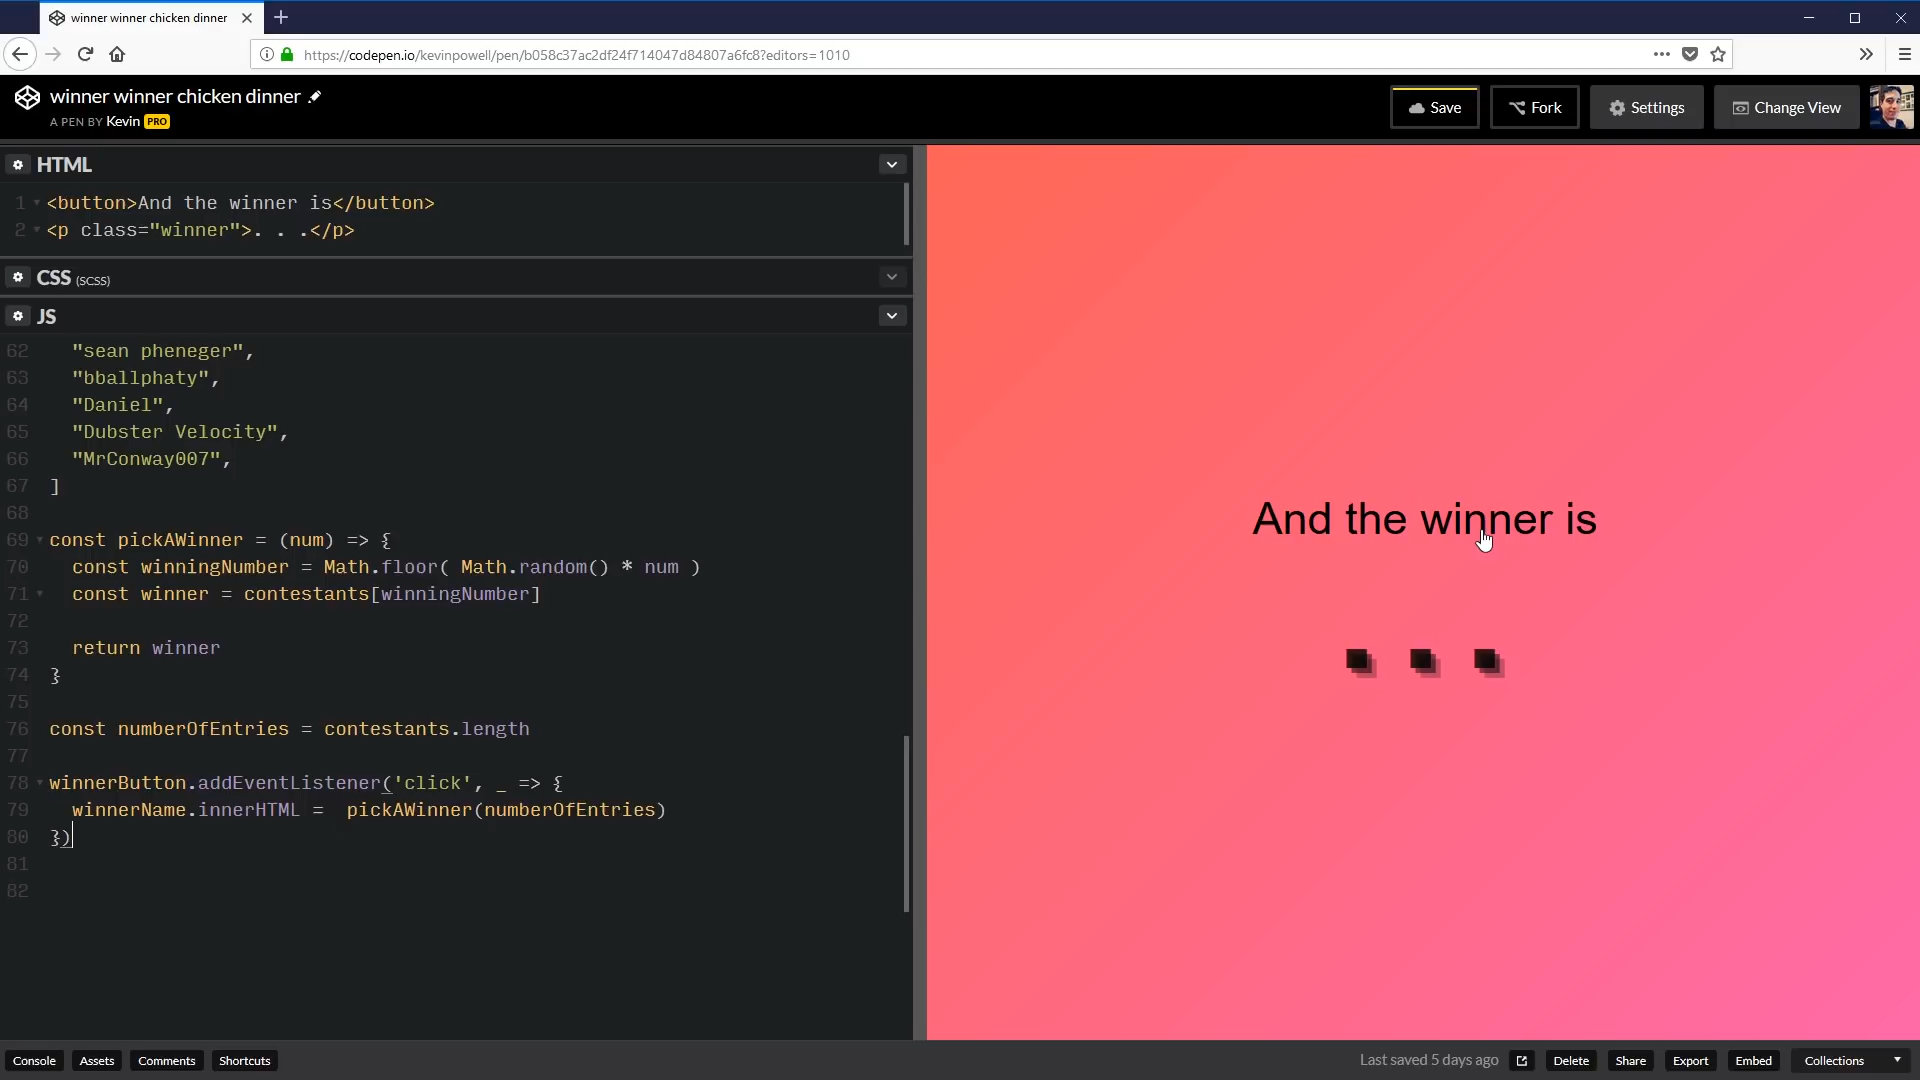 winner winner chicken dinner
https://codepen.io/kevinpowell/pen/b058c37ac2df24f714047d84807a6fc8?editors=1010
winner winner chicken dinner
A PEN BY Kevin PRO
Save
Fork
Settings
Change View
HTML
1 <button>And the winner is</button>
2 <p class="winner">. . .</p>
CSS (SCSS)
JS
62 "sean pheneger",
63 "bballphaty",
64 "Daniel",
65 "Dubster Velocity",
66 "MrConway007",
67 ]
68
69 const pickAWinner = (num) => {
70 const winningNumber = Math.floor( Math.random() * num )
71 const winner = contestants[winningNumber]
72
73 return winner
74 }
75
76 const numberOfEntries = contestants.length
77
78 winnerButton.addEventListener('click', _ => {
79 winnerName.innerHTML =  pickAWinner(numberOfEntries)
80 })
81
82
And the winner is
. . .
Console
Assets
Comments
Shortcuts
Last saved 5 days ago
Delete
Share
Export
Embed
Collections